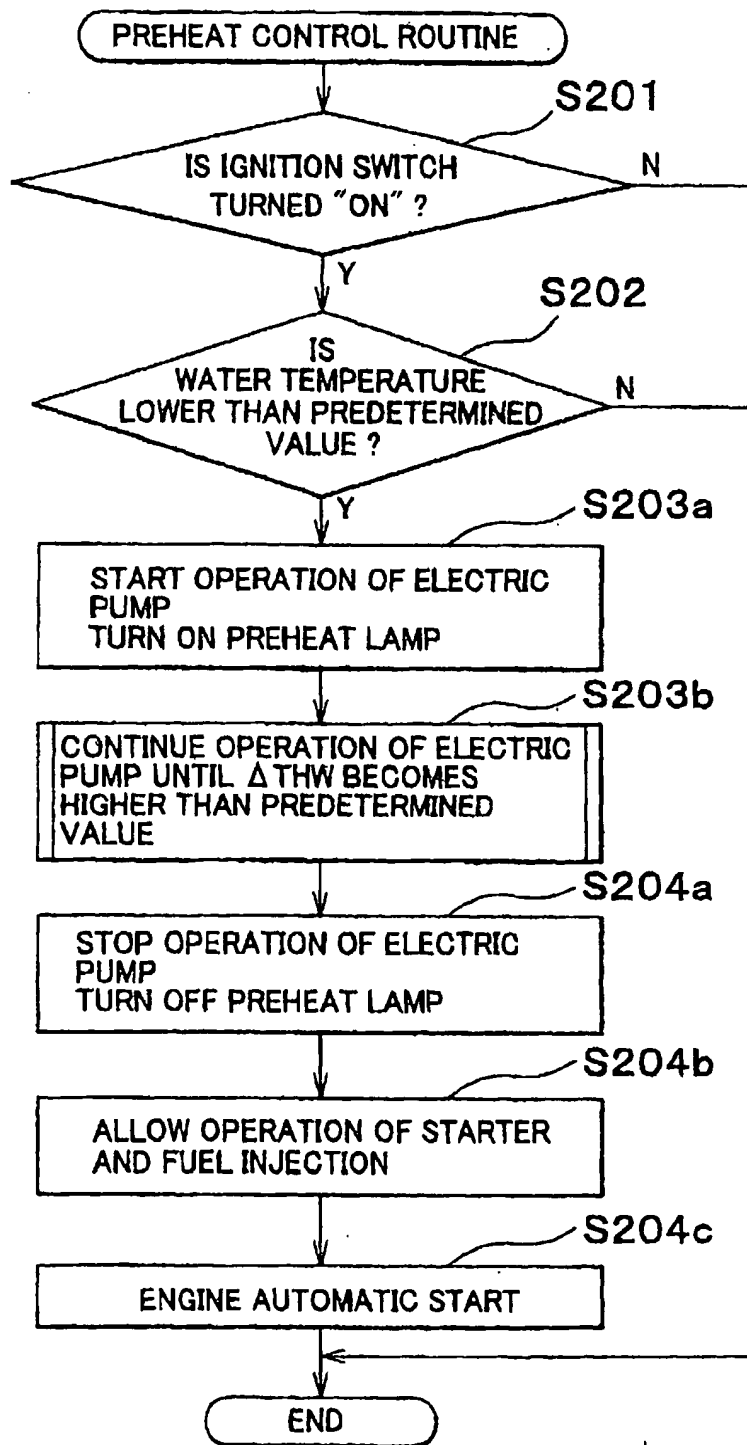 PREHEAT CONTROL ROUTINE
S201
IS IGNITION SWITCH
TURNED "ON" ?
N
Y
S202
IS
WATER TEMPERATURE
LOWER THAN PREDETERMINED
VALUE ?
N
Y
S203a
START OPERATION OF ELECTRIC
PUMP
TURN ON PREHEAT LAMP
S203b
CONTINUE OPERATION OF ELECTRIC
PUMP UNTIL Δ THW BECOMES
HIGHER THAN PREDETERMINED
VALUE
S204a
STOP OPERATION OF ELECTRIC
PUMP
TURN OFF PREHEAT LAMP
S204b
ALLOW OPERATION OF STARTER
AND FUEL INJECTION
S204c
ENGINE AUTOMATIC START
END